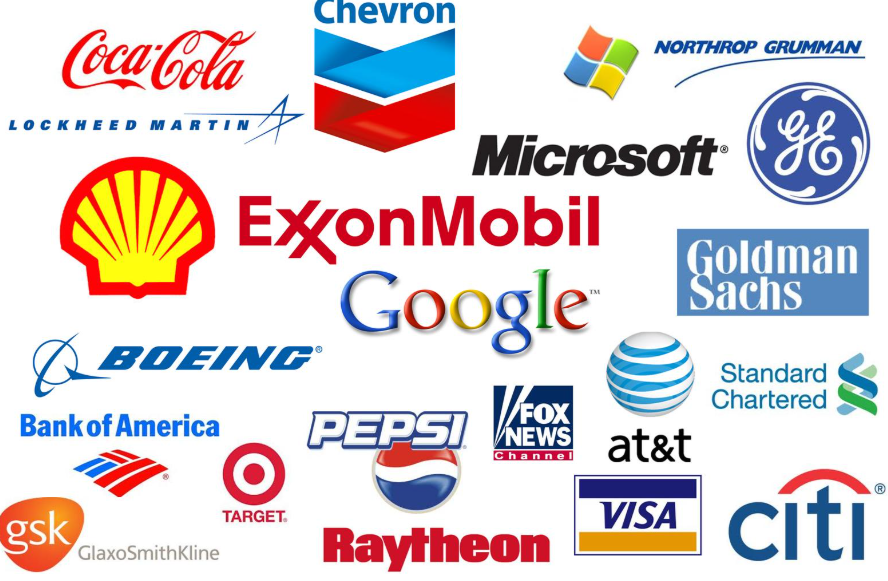 Chevron
Coca-Cola
NORTHROP GRUMMAN
LOCKHEED MARTIN
Microsoft®
GE
ExxonMobil
Goldman
Sachs
Google™
BOEING®
Standard
Chartered
FOX
NEWS
Channel
Bank of America
®
PEPSI
at&t
TARGET®
VISA
citi®
gsk
GlaxoSmithKline
Raytheon